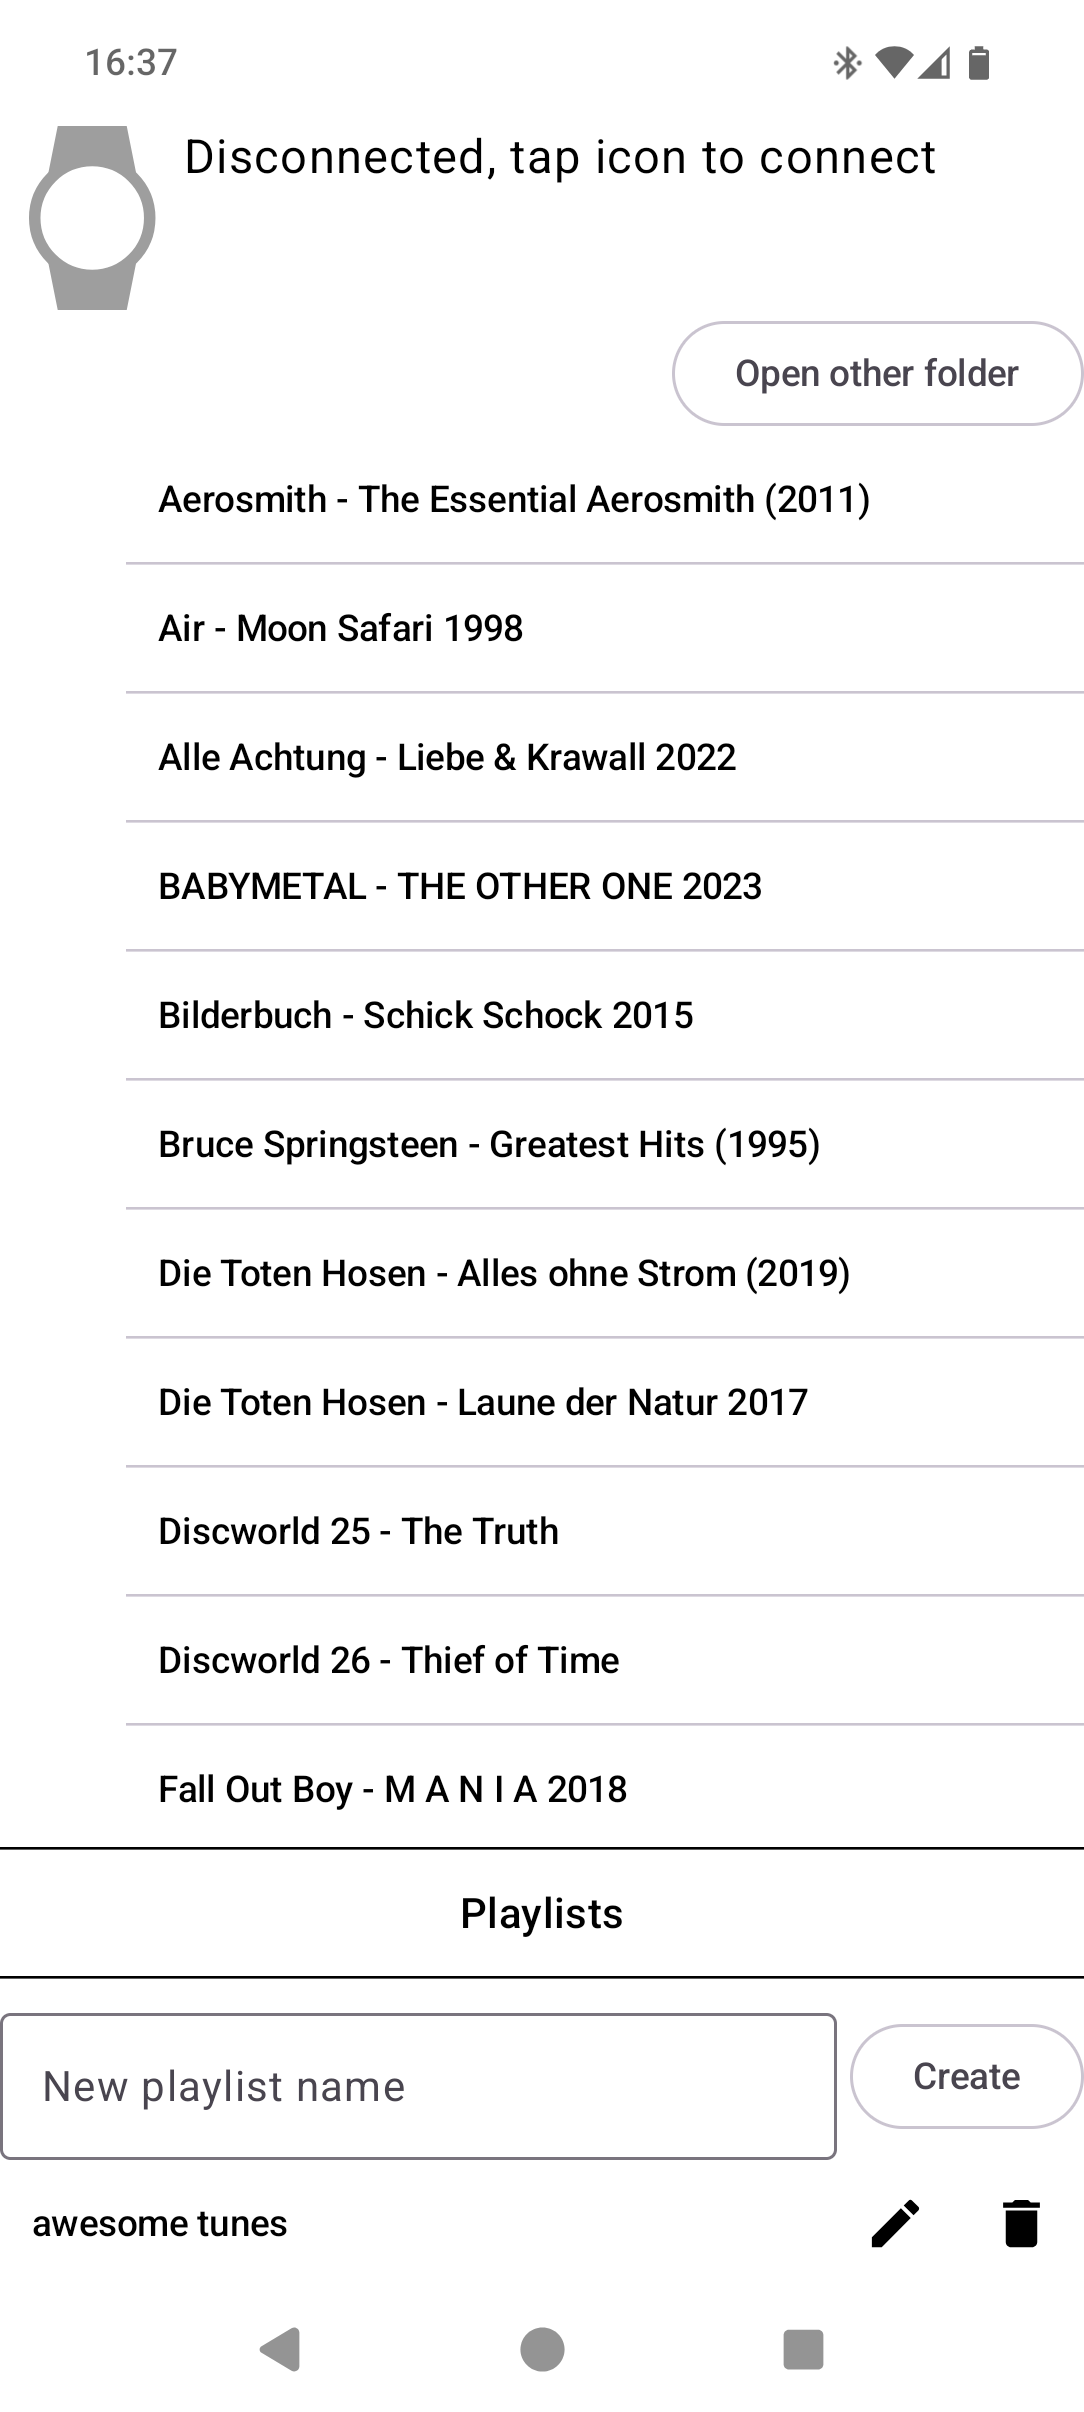 16:37
Disconnected, tap icon to connect
Open other folder
Aerosmith - The Essential Aerosmith (2011)
Air - Moon Safari 1998
Alle Achtung - Liebe & Krawall 2022
BABYMETAL - THE OTHER ONE 2023
Bilderbuch - Schick Schock 2015
Bruce Springsteen - Greatest Hits (1995)
Die Toten Hosen - Alles ohne Strom (2019)
Die Toten Hosen - Laune der Natur 2017
Discworld 25 - The Truth
Discworld 26 - Thief of Time
Fall Out Boy - M A N I A 2018
Playlists
New playlist name
Create
awesome tunes